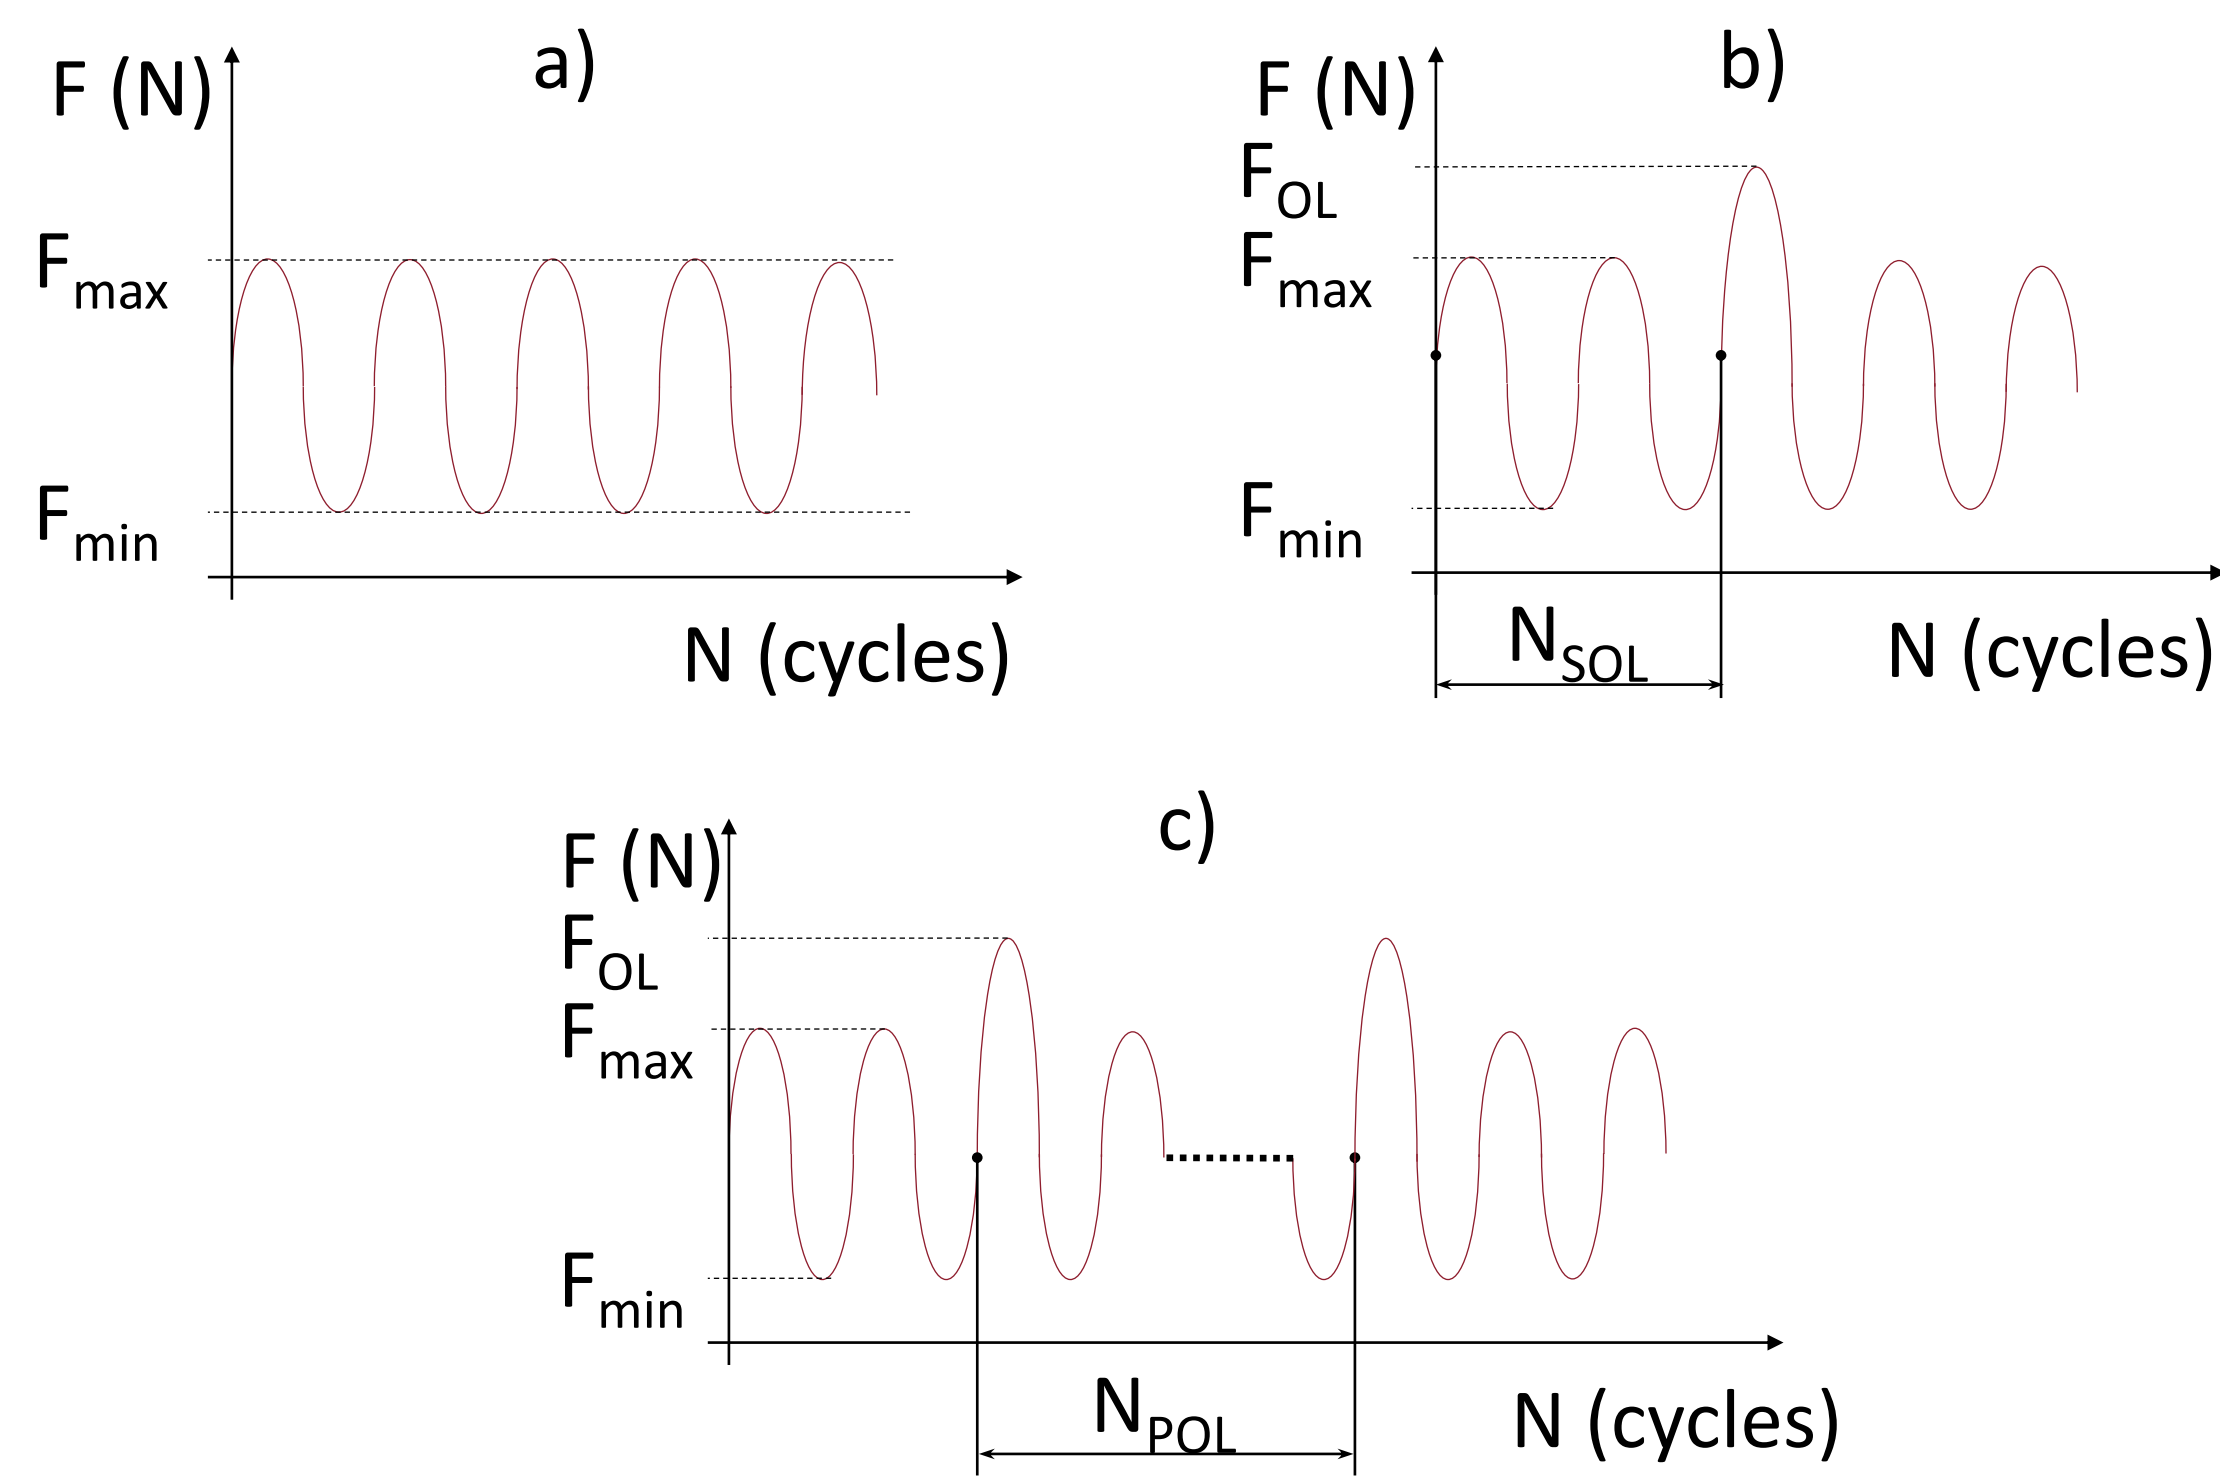 a)
F (N)
Fmax
Fmin
N (cycles)
b)
F (N)
FOL
Fmax
Fmin
NSOL
N (cycles)
c)
F (N)
FOL
Fmax
Fmin
NPOL
N (cycles)